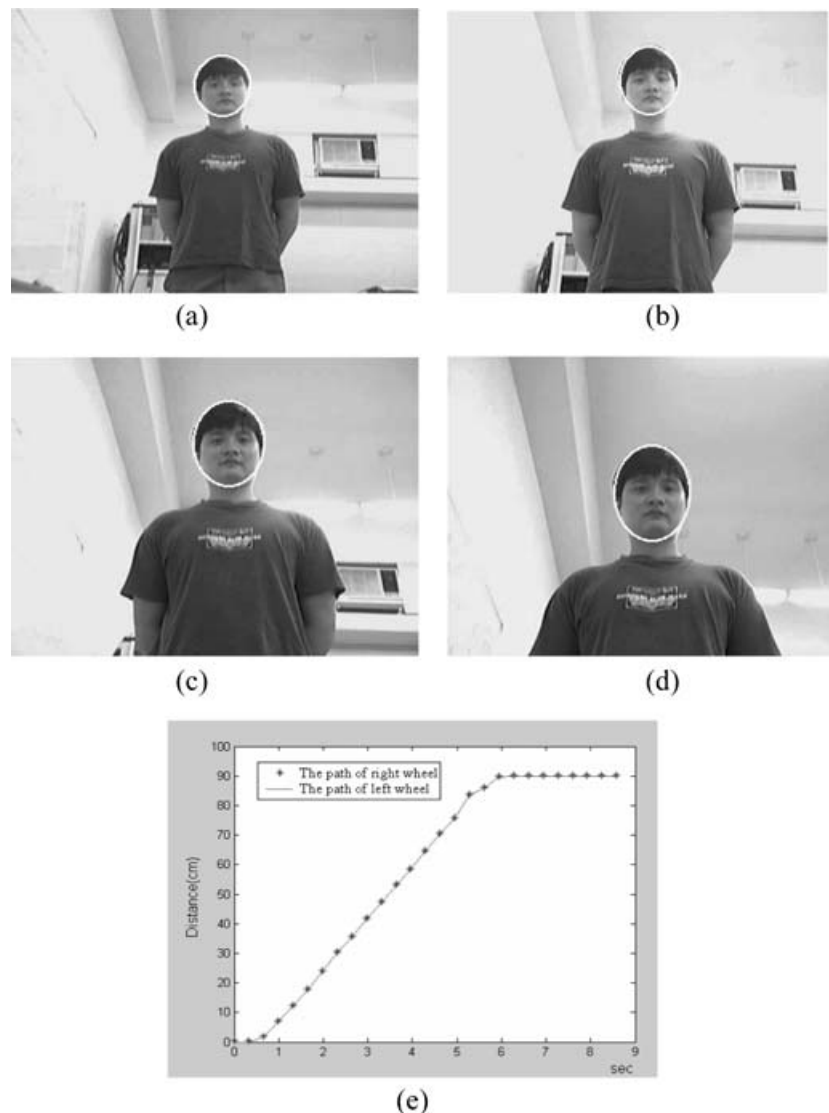 (a)
(b)
(c)
(d)
100
90
80
70
60
50
40
30
20
10
0
The path of right wheel
The path of left wheel
Distance(cm)
0 1 2 3 4 5 6 7 8 9
sec
(e)